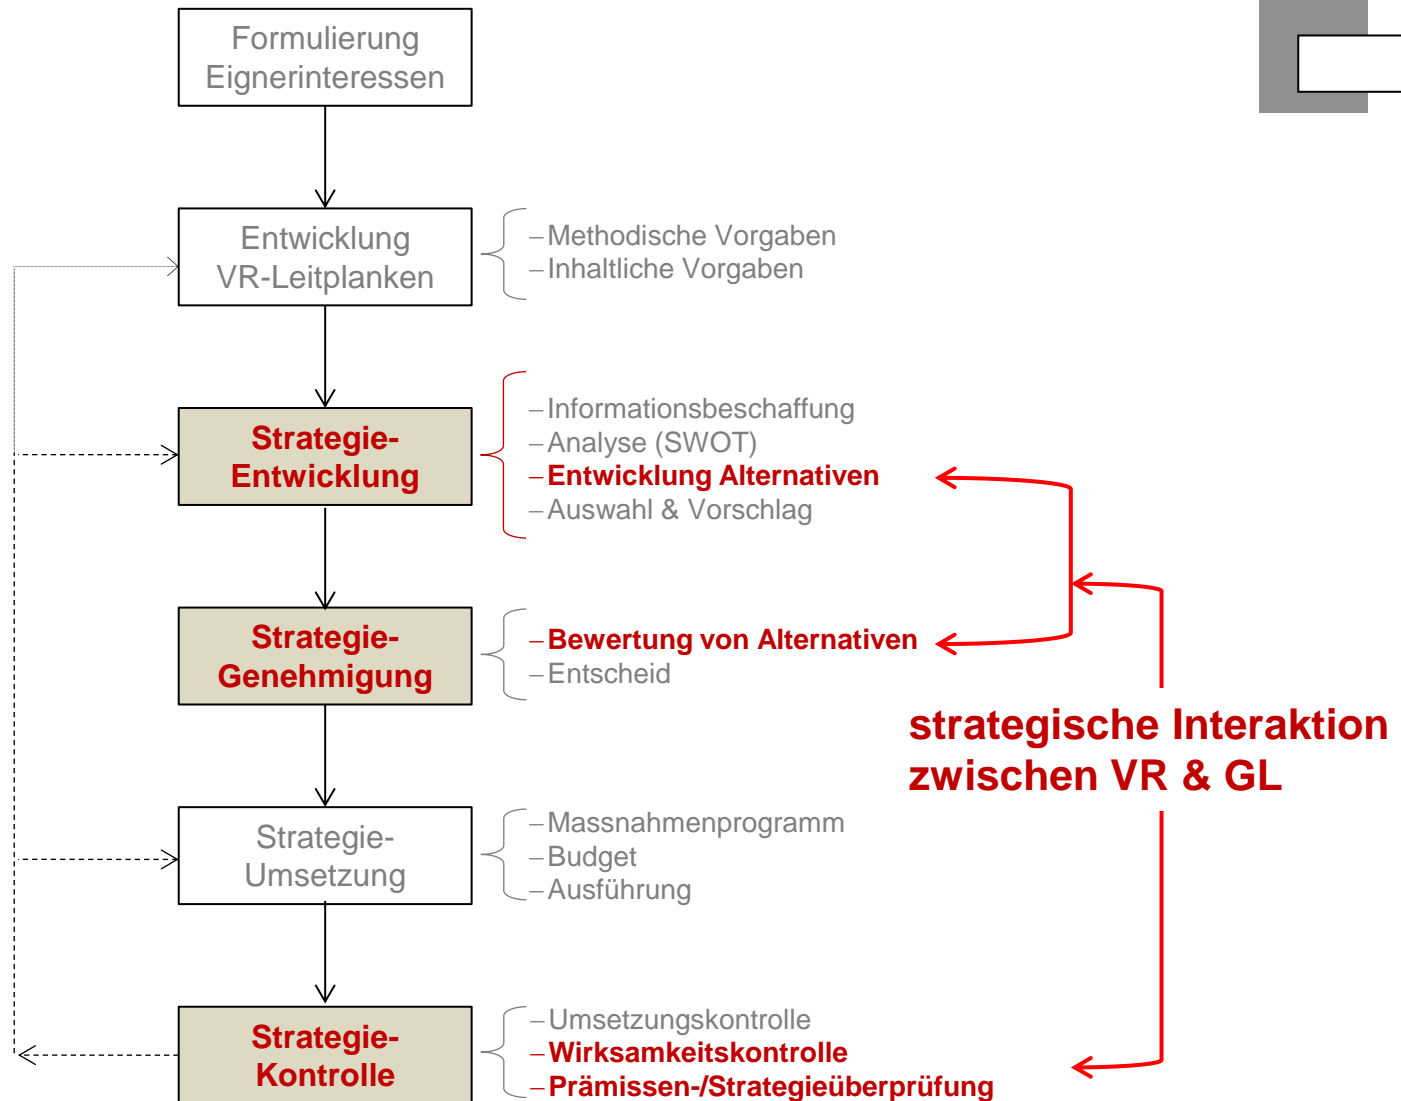 Formulierung
Eignerinteressen
Entwicklung
VR-Leitplanken
–Methodische Vorgaben
–Inhaltliche Vorgaben
Strategie-
Entwicklung
–Informationsbeschaffung
–Analyse (SWOT)
–Entwicklung Alternativen
–Auswahl & Vorschlag
Strategie-
Genehmigung
–Bewertung von Alternativen
–Entscheid
strategische Interaktion
zwischen VR & GL
Strategie-
Umsetzung
–Massnahmenprogramm
–Budget
–Ausführung
Strategie-
Kontrolle
–Umsetzungskontrolle
–Wirksamkeitskontrolle
–Prämissen-/Strategieüberprüfung